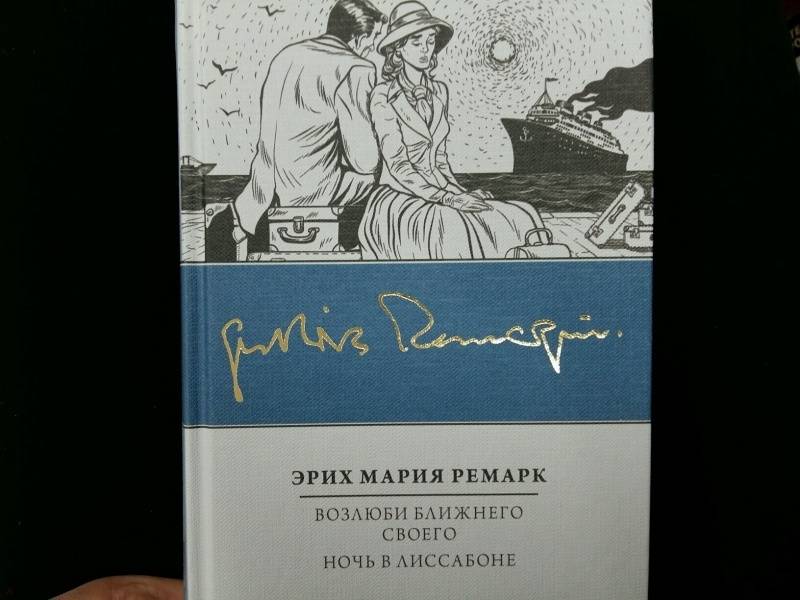 ЭРИХ МАРИЯ РЕМАРК
ВОЗЛЮБИ БЛИЖНЕГО
СВОЕГО
НОЧЬ В ЛИССАБОНЕ